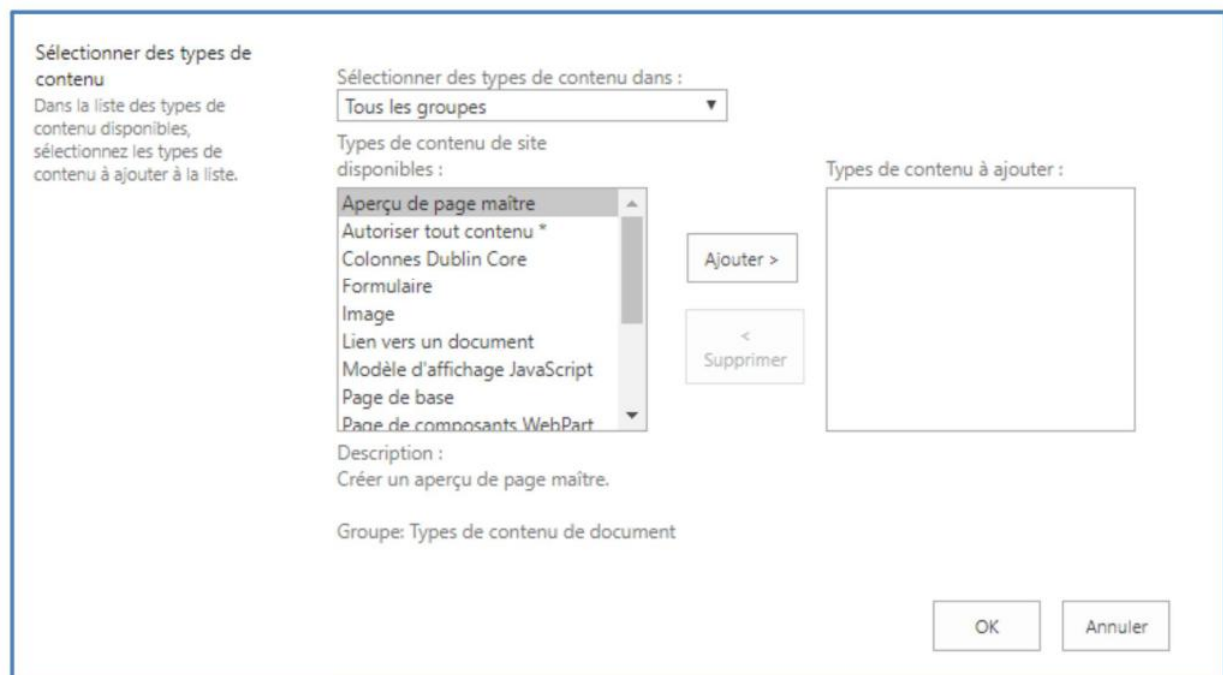 Sélectionner des types de
contenu
Dans la liste des types de
contenu disponibles,
sélectionnez les types de
contenu à ajouter à la liste.
Sélectionner des types de contenu dans :
Tous les groupes
Types de contenu de site
disponibles :
Aperçu de page maître
Autoriser tout contenu *
Colonnes Dublin Core
Formulaire
Image
Lien vers un document
Modèle d'affichage JavaScript
Page de base
Page de composants WebPart
Ajouter >
<
Supprimer
Types de contenu à ajouter :
Description :
Créer un aperçu de page maître.
Groupe: Types de contenu de document
OK
Annuler